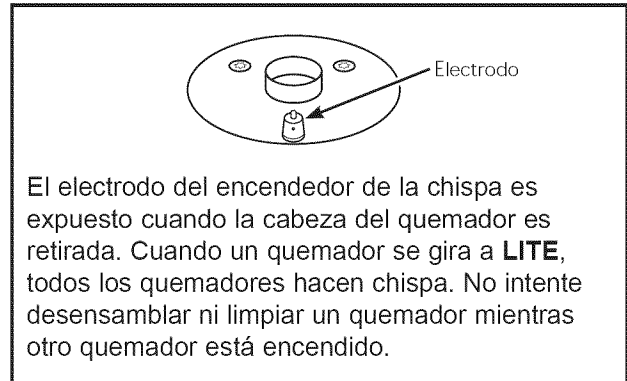 Electrodo
El electrodo del encendedor de la chispa es
expuesto cuando la cabeza del quemador es
retirada. Cuando un quemador se gira a LITE,
todos los quemadores hacen chispa. No intente
desensamblar ni limpiar un quemador mientras
otro quemador está encendido.